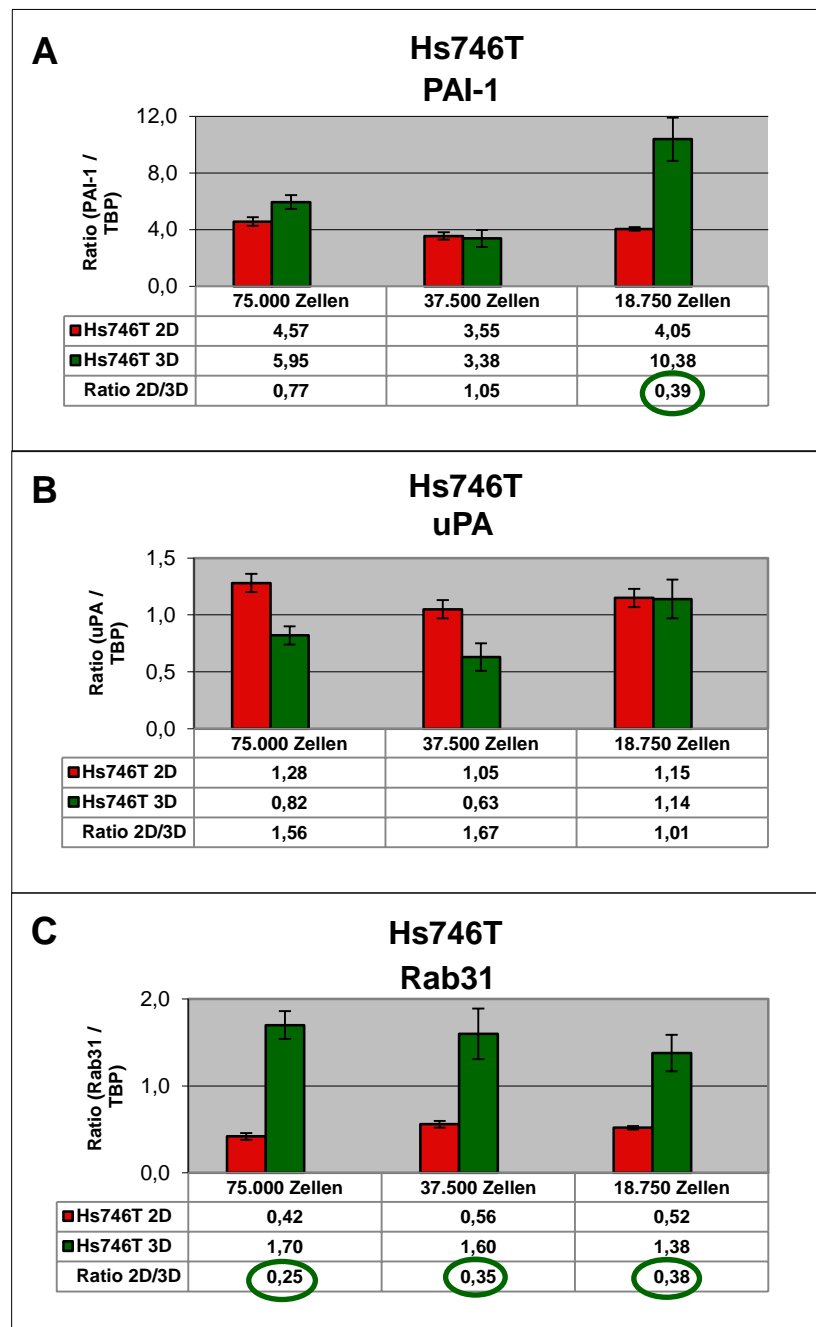 A
Hs746T
PAI-1
Ratio (PAI-1 /
TBP)
12,0
8,0
4,0
0,0
75.000 Zellen 37.500 Zellen 18.750 Zellen
Hs746T 2D 4,57 3,55 4,05
Hs746T 3D 5,95 3,38 10,38
Ratio 2D/3D 0,77 1,05 0,39
B
Hs746T
uPA
Ratio (uPA /
TBP)
1,5
1,0
0,5
0,0
75.000 Zellen 37.500 Zellen 18.750 Zellen
Hs746T 2D 1,28 1,05 1,15
Hs746T 3D 0,82 0,63 1,14
Ratio 2D/3D 1,56 1,67 1,01
C
Hs746T
Rab31
Ratio (Rab31 /
TBP)
2,0
1,0
0,0
75.000 Zellen 37.500 Zellen 18.750 Zellen
Hs746T 2D 0,42 0,56 0,52
Hs746T 3D 1,70 1,60 1,38
Ratio 2D/3D 0,25 0,35 0,38